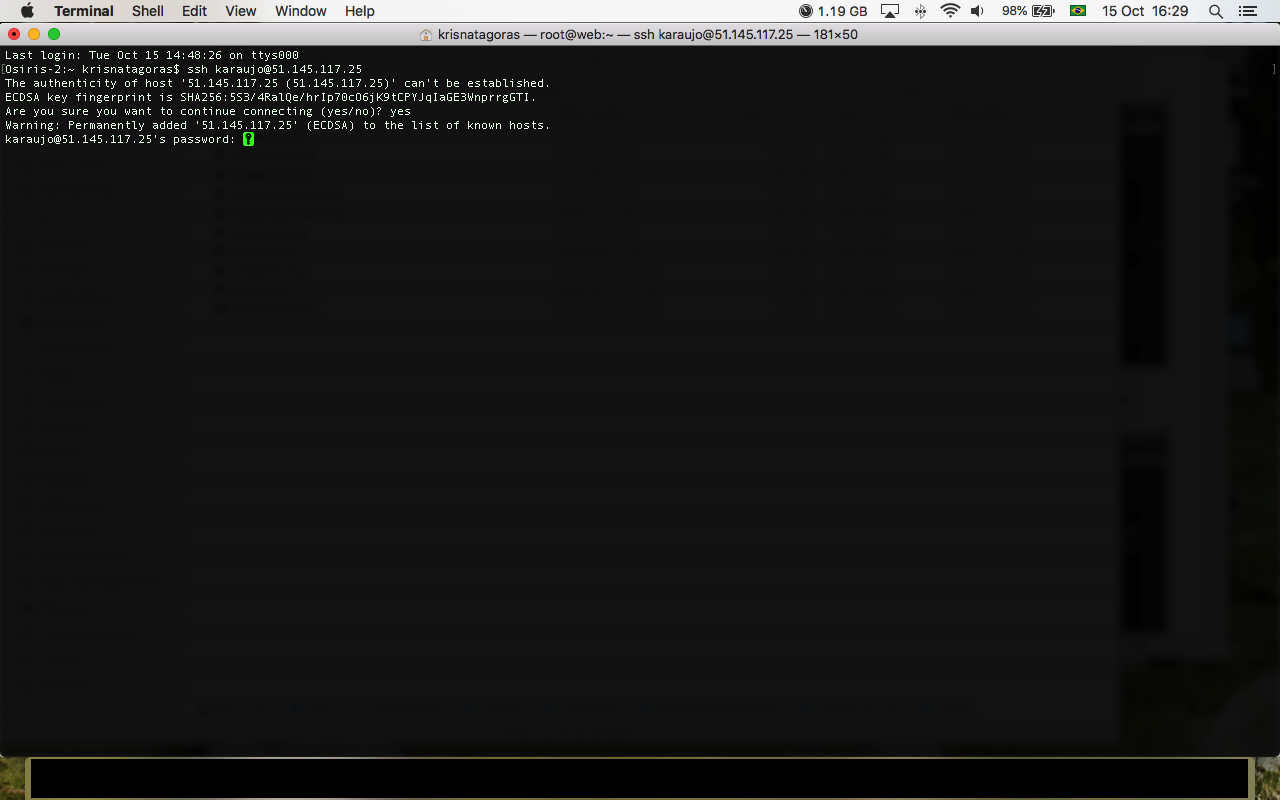 Terminal Shell Edit View Window Help 1.19 GB 98% 15 Oct 16:29
krisnatagoras — root@web:~ — ssh karaujo@51.145.117.25 — 181×50
Last login: Tue Oct 15 14:48:26 on ttys000
[Osiris-2:~ krisnatagoras$ ssh karaujo@51.145.117.25 ]
The authenticity of host '51.145.117.25 (51.145.117.25)' can't be established.
ECDSA key fingerprint is SHA256:5S3/4RalQe/hrIp70cO6jK9tCPYJqIaGE3WnprrgGTI.
Are you sure you want to continue connecting (yes/no)? yes
Warning: Permanently added '51.145.117.25' (ECDSA) to the list of known hosts.
karaujo@51.145.117.25's password: